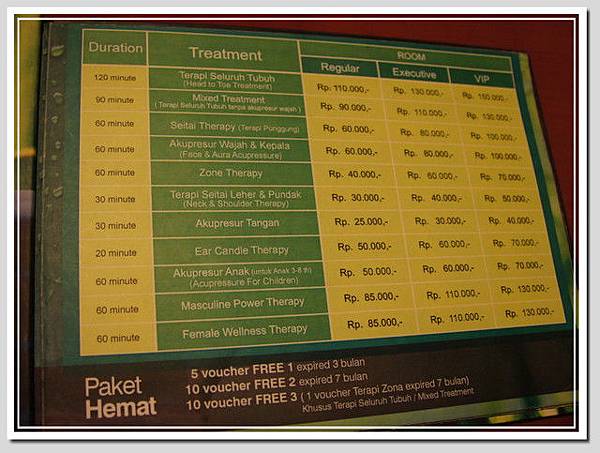 Duration Treatment ROOM
Regular Executive VIP
120 minute Terapi Seluruh Tubuh Rp. 110.000,- Rp. 130.000,- Rp. 150.000,-
(Head to Toe Treatment)
90 minute Mixed Treatment Rp. 90.000,- Rp. 110.000,- Rp. 130.000,-
( Terapi Seluruh Tubuh tanpa akupresur wajah )
60 minute Seitai Therapy (Terapi Punggung) Rp. 60.000,- Rp. 80.000,- Rp. 100.000,-
60 minute Akupresur Wajah & Kepala Rp. 60.000,- Rp. 80.000,- Rp. 100.000,-
(Face & Aura Acupressure)
60 minute Zone Therapy Rp. 40.000,- Rp. 60.000,- Rp. 70.000,-
30 minute Terapi Seitai Leher & Pundak Rp. 30.000,- Rp. 40.000,- Rp. 50.000,-
(Neck & Shoulder Therapy)
30 minute Akupresur Tangan Rp. 25.000,- Rp. 30.000,- Rp. 40.000,-
20 minute Ear Candle Therapy Rp. 50.000,- Rp. 60.000,- Rp. 70.000,-
60 minute Akupresur Anak (untuk Anak 3-8 th) Rp. 50.000,- Rp. 60.000,- Rp. 70.000,-
(Acupressure For Children)
60 minute Masculine Power Therapy Rp. 85.000,- Rp. 110.000,- Rp. 130.000,-
60 minute Female Wellness Therapy Rp. 85.000,- Rp. 110.000,- Rp. 130.000,-
Paket
Hemat
5 voucher FREE 1 expired 3 bulan
10 voucher FREE 2 expired 7 bulan
10 voucher FREE 3 ( 1 voucher Terapi Zona expired 7 bulan)
Khusus Terapi Seluruh Tubuh / Mixed Treatment